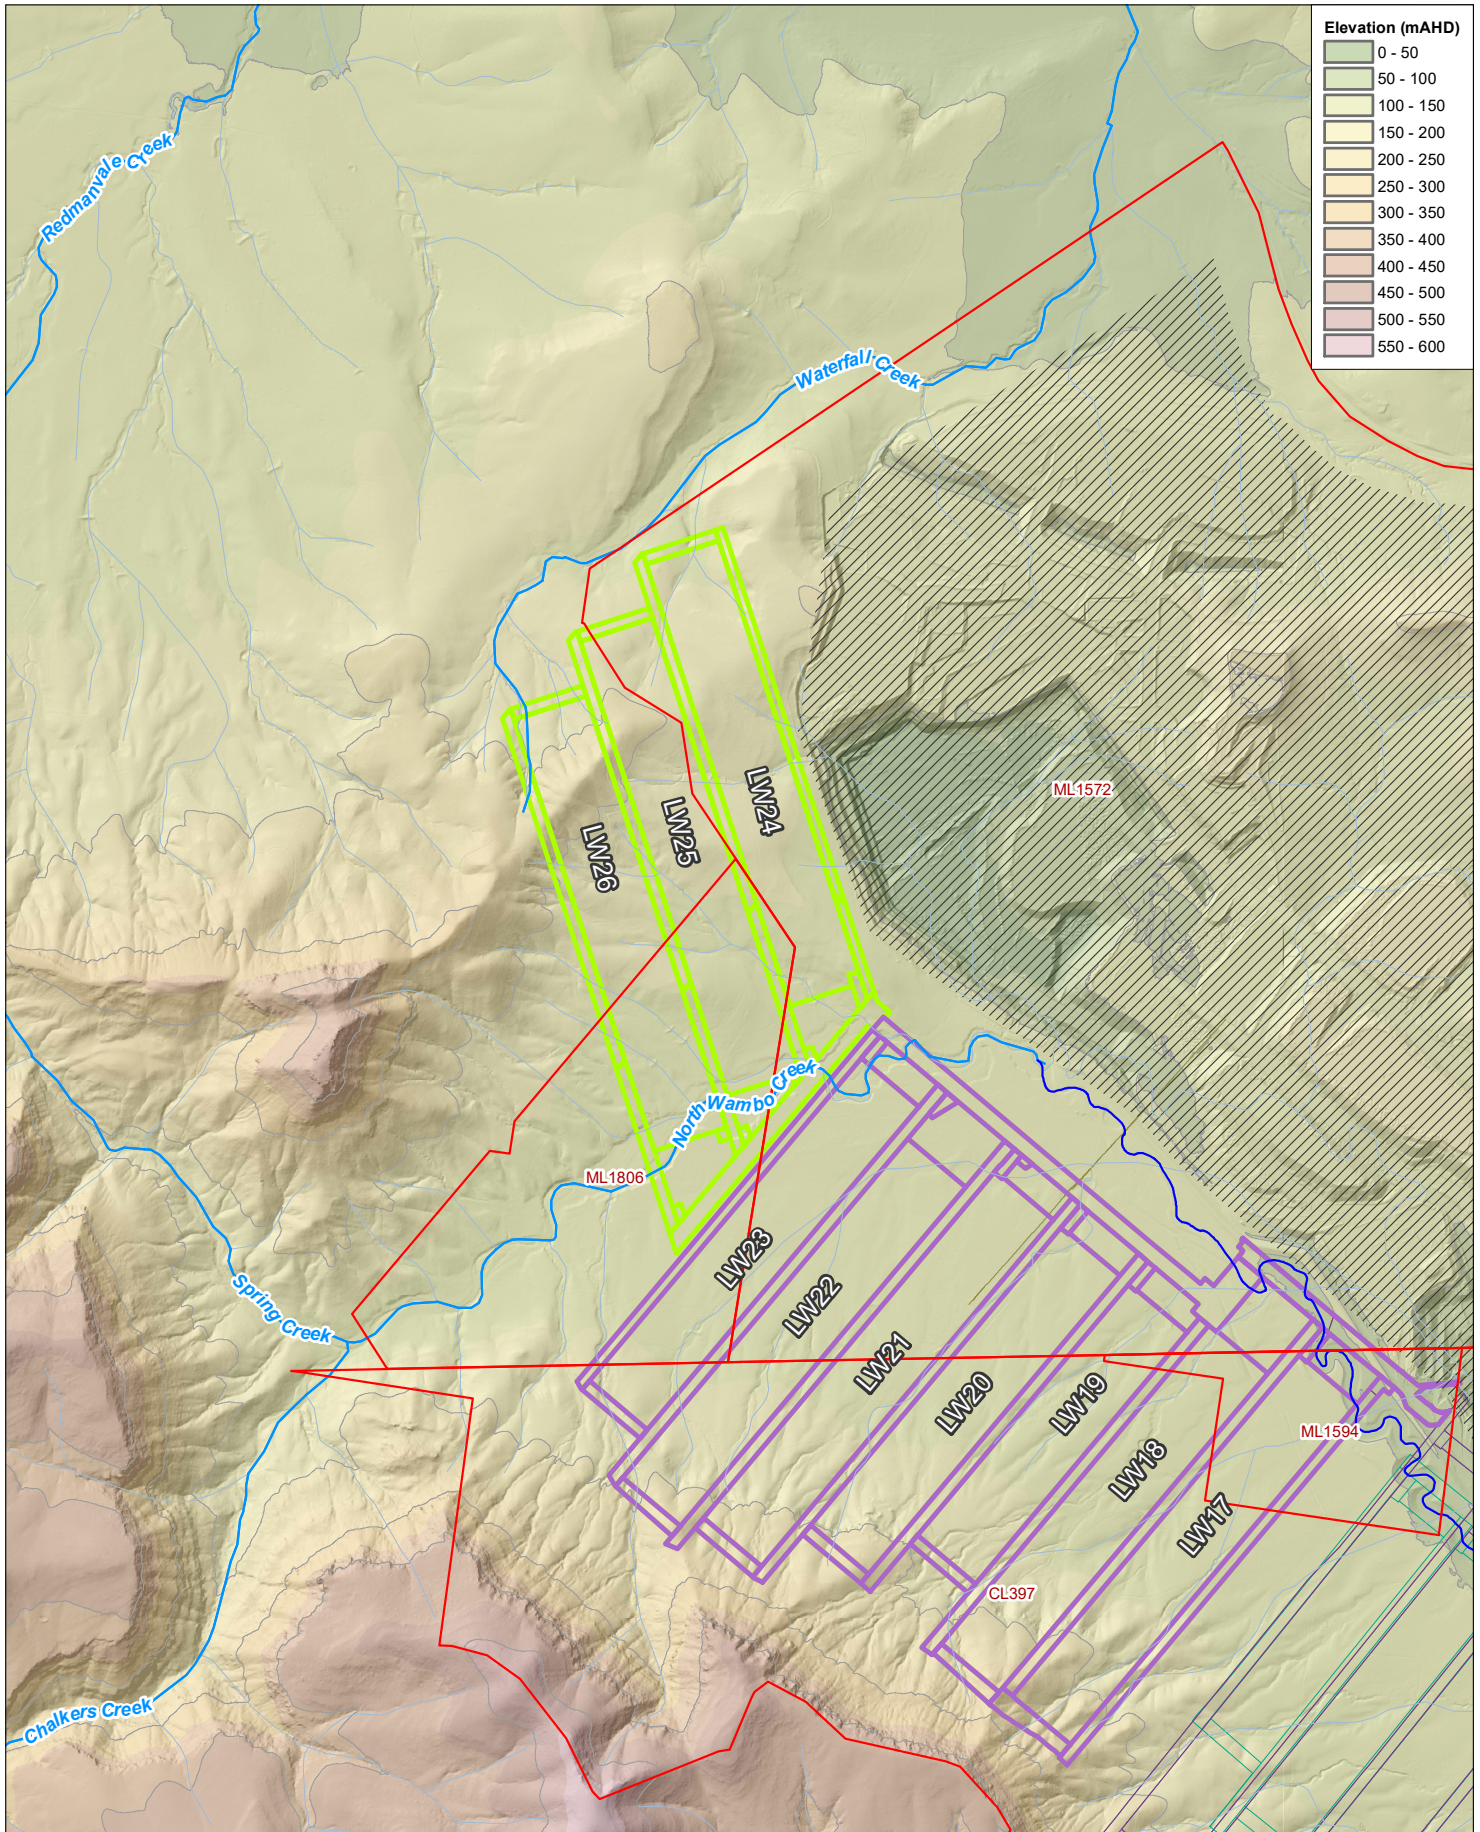 Elevation (mAHD)
0 - 50
50 - 100
100 - 150
150 - 200
200 - 250
250 - 300
300 - 350
350 - 400
400 - 450
450 - 500
500 - 550
550 - 600
Redmanvale Creek
Waterfall Creek
LW24
LW25
LW26
ML1572
North Wambo Creek
ML1806
LW23
LW22
LW21
LW20
LW19
LW18
LW17
Spring Creek
ML1594
CL397
Chalkers Creek